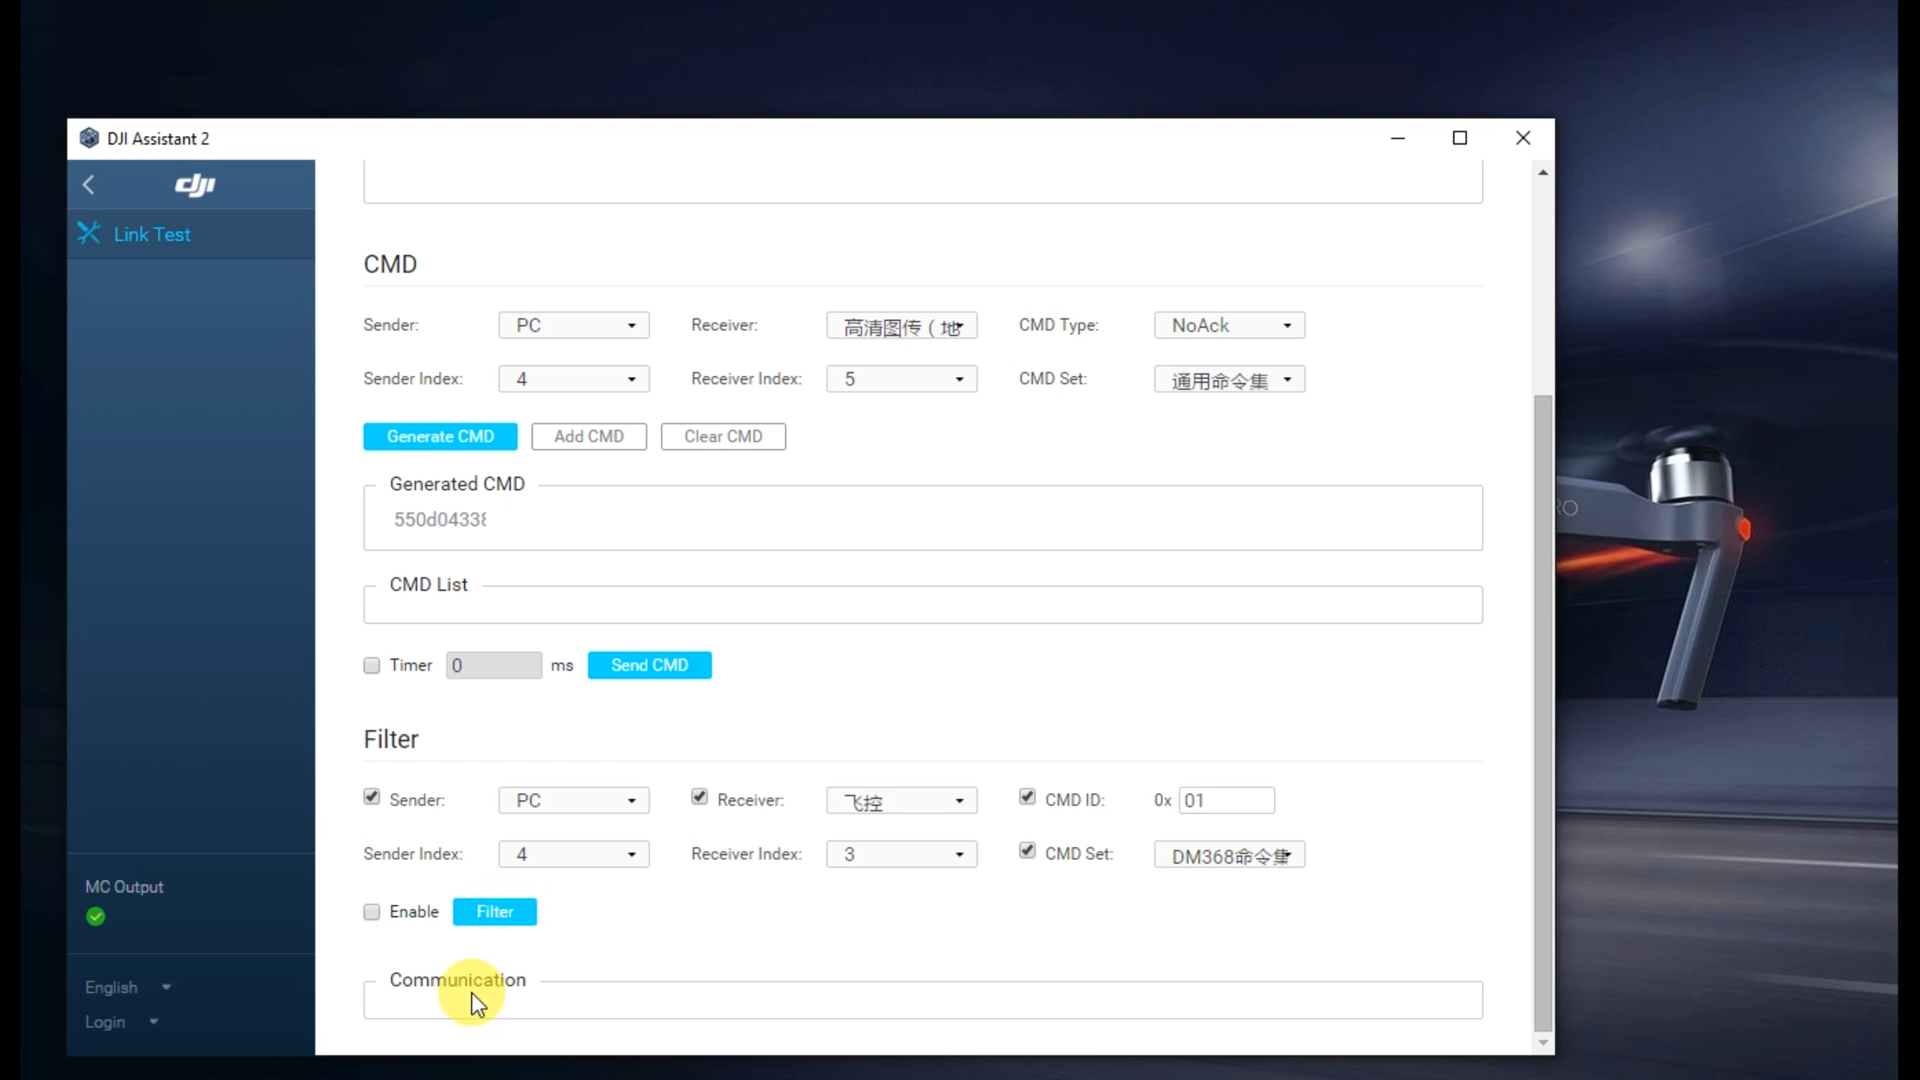 DJI Assistant 2
dji
Link Test
CMD
Sender: PC Receiver: 高清图传（地 CMD Type: NoAck
Sender Index: 4 Receiver Index: 5 CMD Set: 通用命令集
Generate CMD Add CMD Clear CMD
Generated CMD
550d04338
CMD List
Timer 0 ms Send CMD
Filter
Sender: PC Receiver: 飞控 CMD ID: 0x 01
Sender Index: 4 Receiver Index: 3 CMD Set: DM368命令集
Enable Filter
Communication
MC Output
English
Login
RO